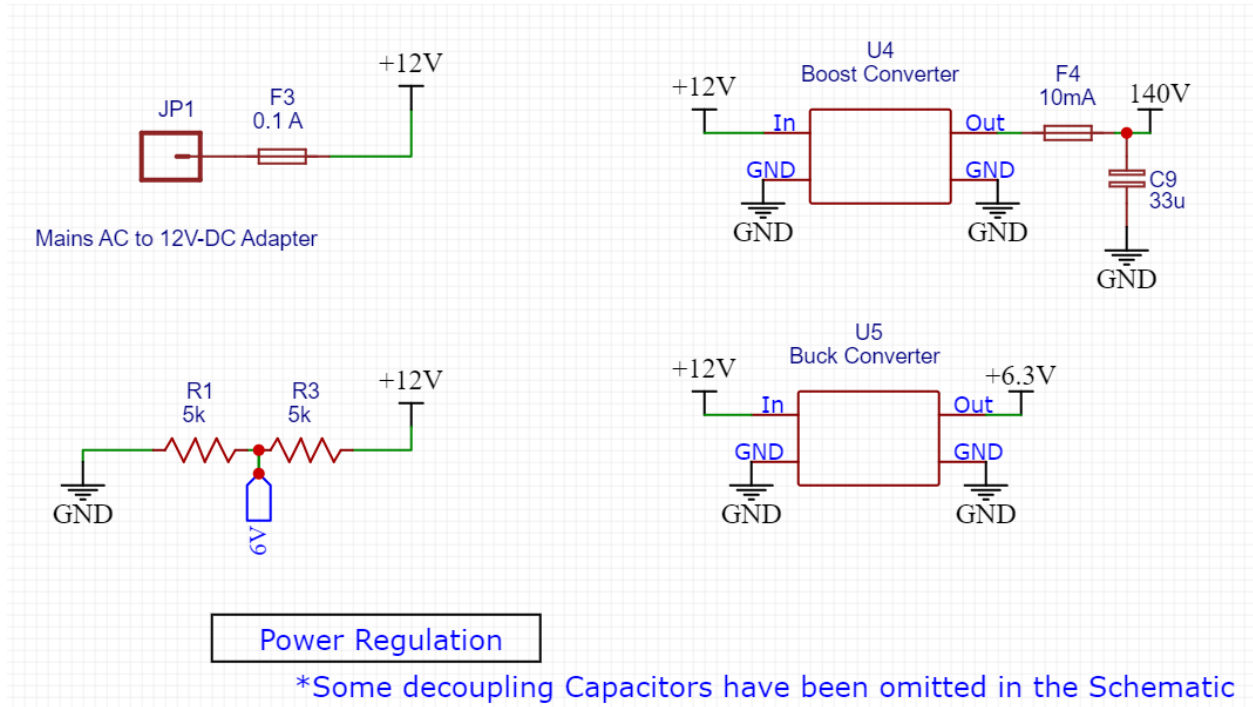 +12V
JP1
F3
0.1 A
Mains AC to 12V-DC Adapter
U4
Boost Converter
+12V
In
Out
GND
GND
GND
GND
F4
10mA
140V
C9
33u
GND
R1
5k
R3
5k
+12V
GND
6V
U5
Buck Converter
+12V
In
Out
+6.3V
GND
GND
GND
GND
Power Regulation
*Some decoupling Capacitors have been omitted in the Schematic